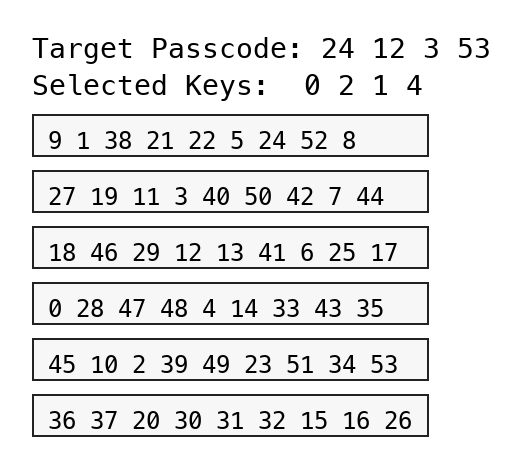 Target Passcode: 24 12 3 53
Selected Keys: 0 2 1 4
9 1 38 21 22 5 24 52 8
27 19 11 3 40 50 42 7 44
18 46 29 12 13 41 6 25 17
0 28 47 48 4 14 33 43 35
45 10 2 39 49 23 51 34 53
36 37 20 30 31 32 15 16 26